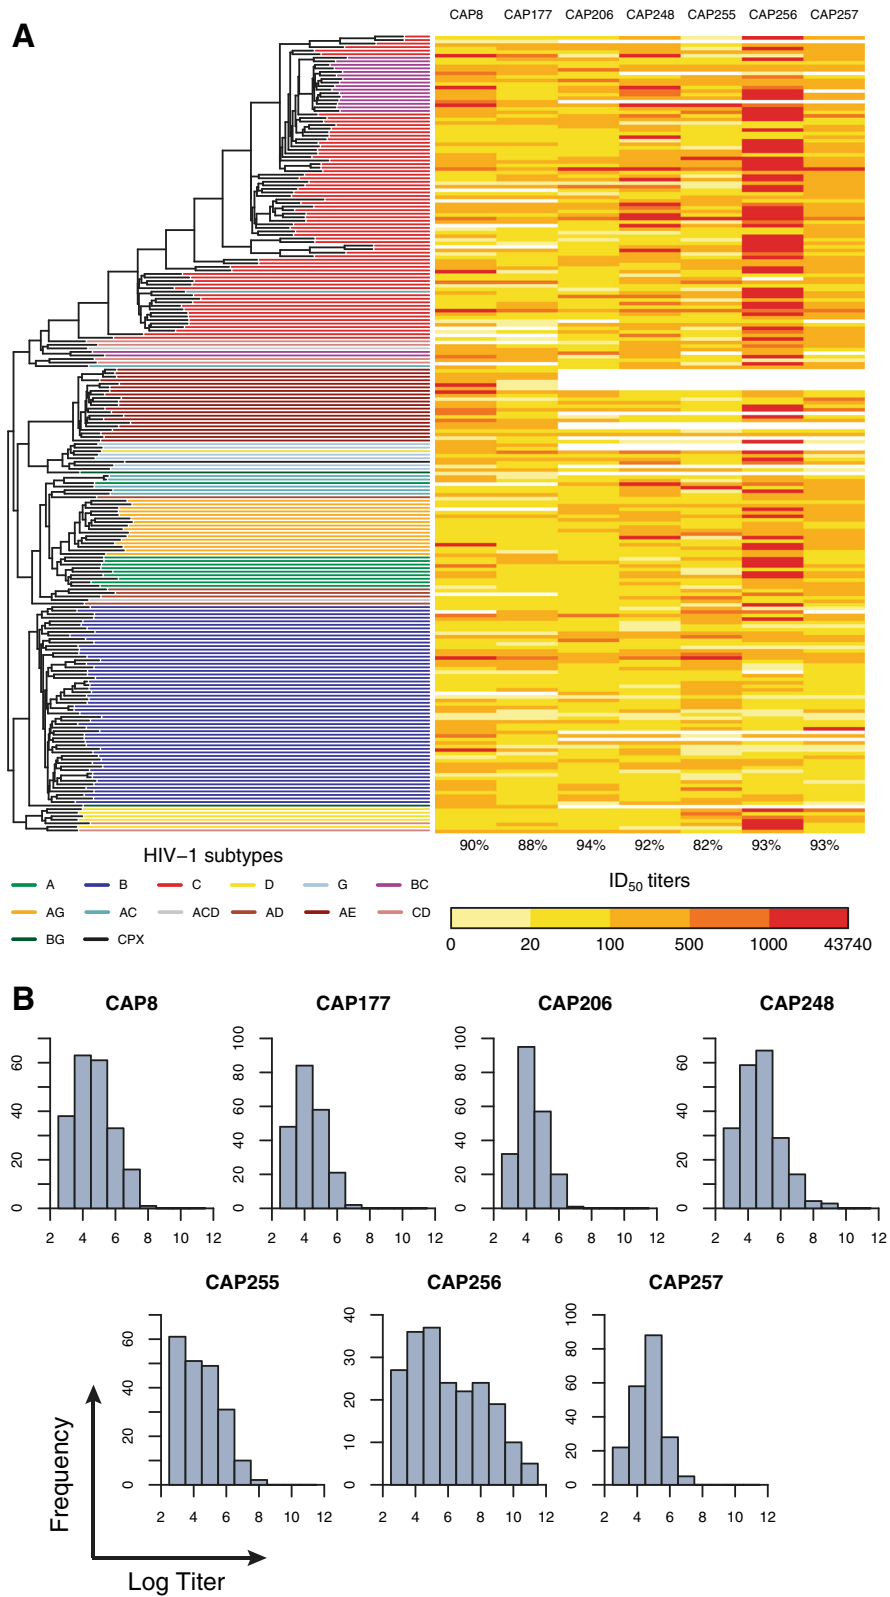 A
CAP8 CAP177 CAP206 CAP248 CAP255 CAP256 CAP257
90% 88% 94% 92% 82% 93% 93%
HIV−1 subtypes
A B C D G BC
AG AC ACD AD AE CD
BG CPX
ID50 titers
0 20 100 500 1000 43740
B
CAP8 CAP177 CAP206 CAP248
0 20 40 60
2 4 6 8 10 12
0 20 40 60 80 100
2 4 6 8 10 12
0 20 40 60 80 100
2 4 6 8 10 12
0 20 40 60
2 4 6 8 10 12
CAP255 CAP256 CAP257
0 20 40 60
2 4 6 8 10 12
0 10 20 30 40
2 4 6 8 10 12
0 20 40 60 80 100
2 4 6 8 10 12
Frequency
Log Titer